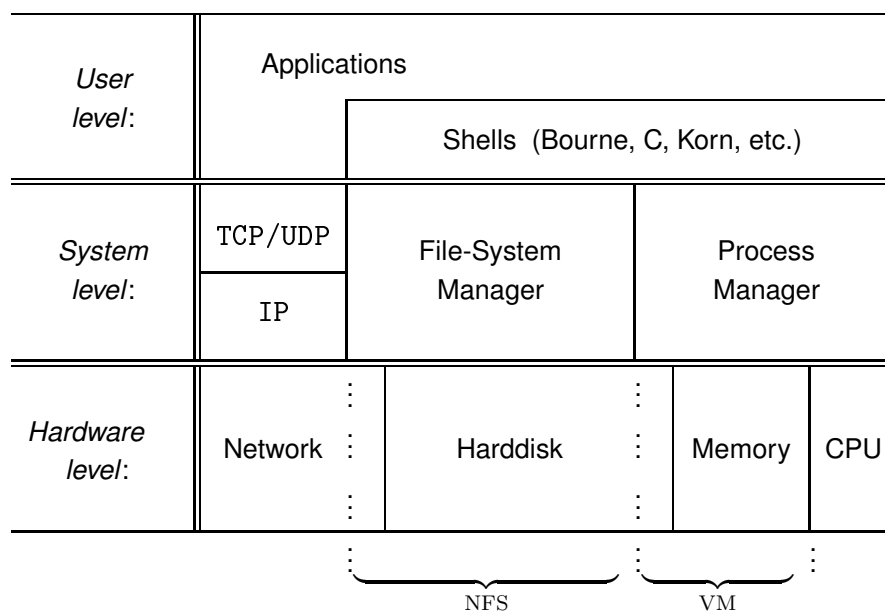 User
level:
Applications
Shells (Bourne, C, Korn, etc.)
System
level:
TCP/UDP
IP
File-System
Manager
Process
Manager
Hardware
level:
Network
Harddisk
Memory
CPU
NFS
VM